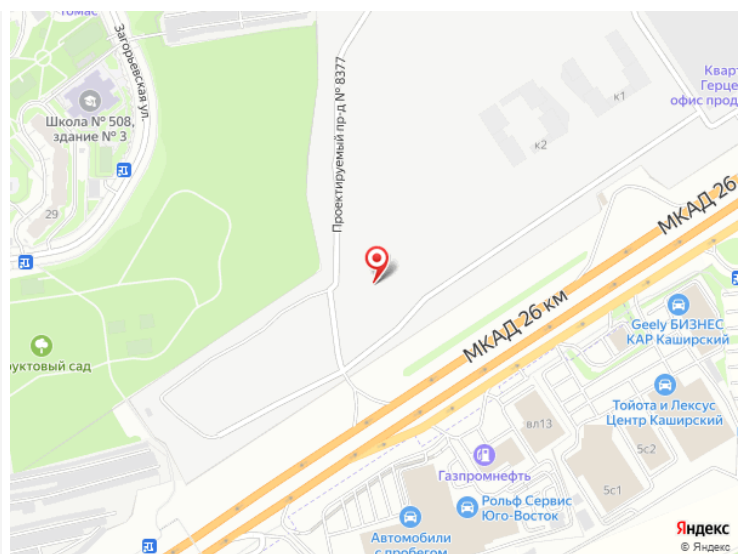 Томас
Загорьевская ул.
Школа № 508,
здание № 3
29
Проектируемый пр-д № 8377
к1
к2
Кварт
Герце
офис прод
МКАД 26
МКАД 26 км
Geely БИЗНЕС
КАР Каширский
Тойота и Лексус
Центр Каширский
руктовый сад
вл13
5с2
5с1
Газпромнефть
Рольф Сервис
Юго-Восток
Автомобили
с пробегом
Яндекс
© Яндекс